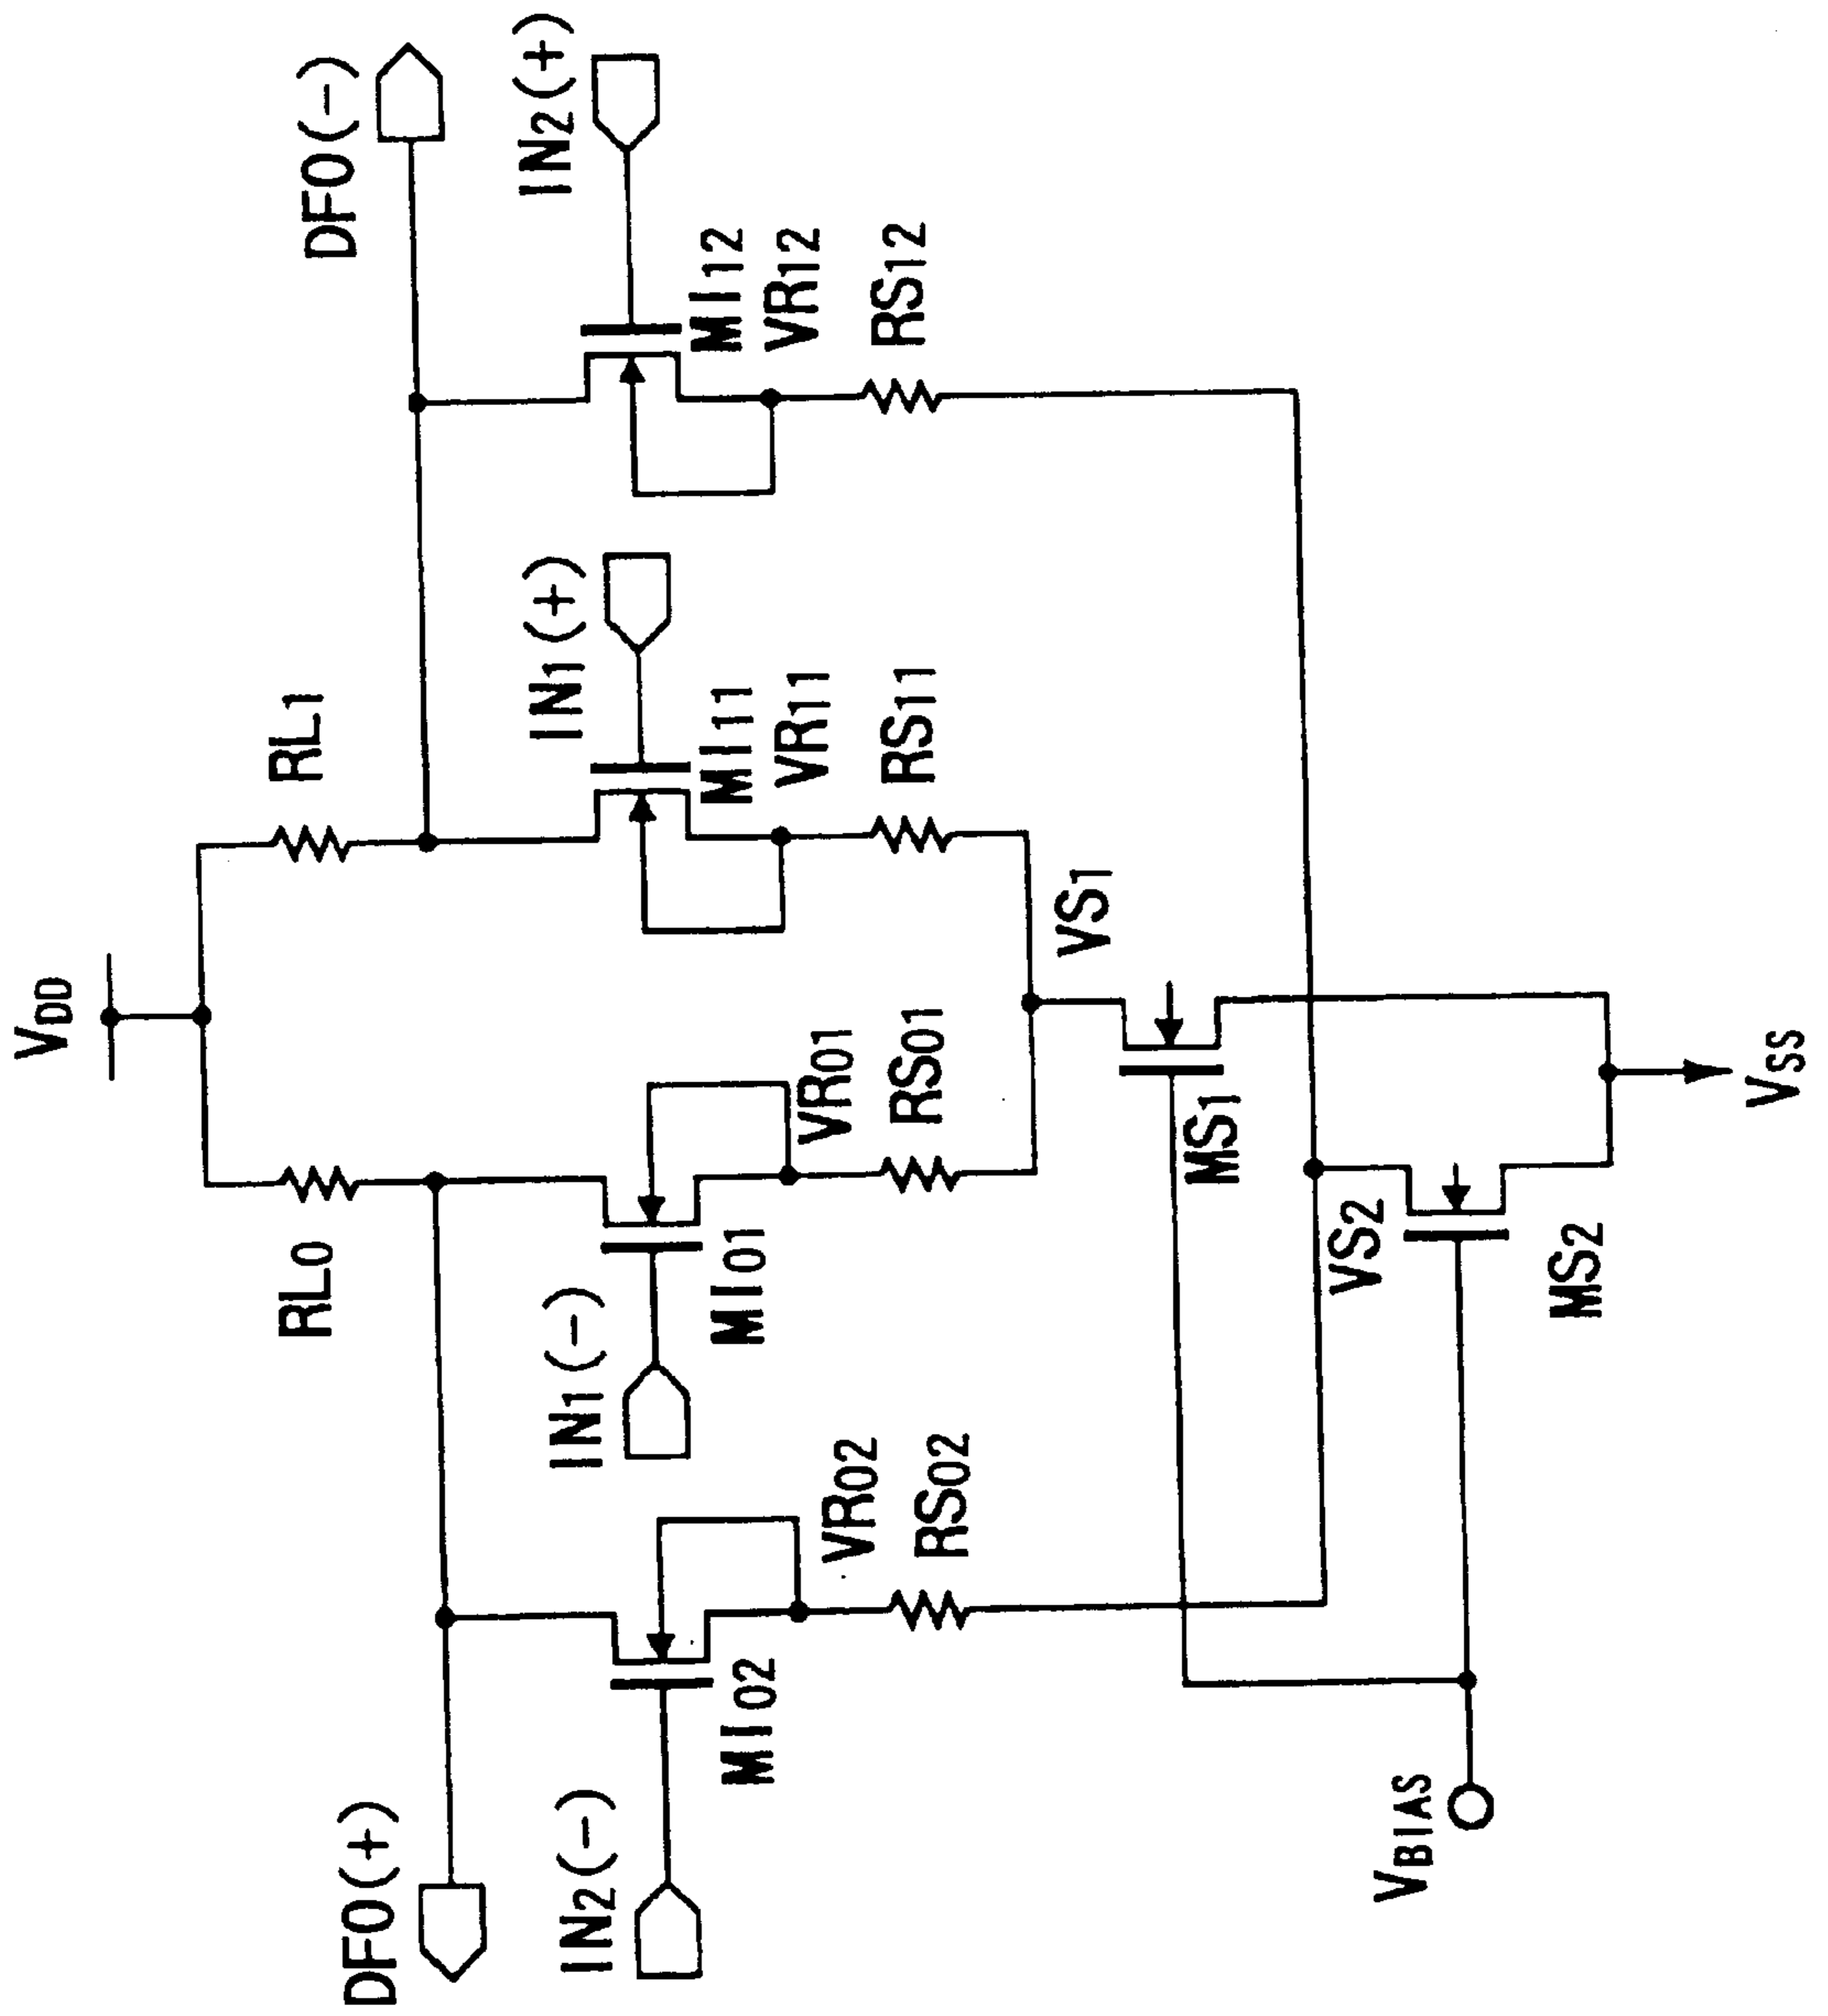 VDD
RL0
RL1
DFO(+)
DFO(-)
IN2(-)
IN1(-)
IN1(+)
IN2(+)
MI02
MI01
MI11
MI12
VR02
VR01
VR11
VR12
RS02
RS01
RS11
RS12
VS1
MS1
VS2
MS2
VBIAS
VSS